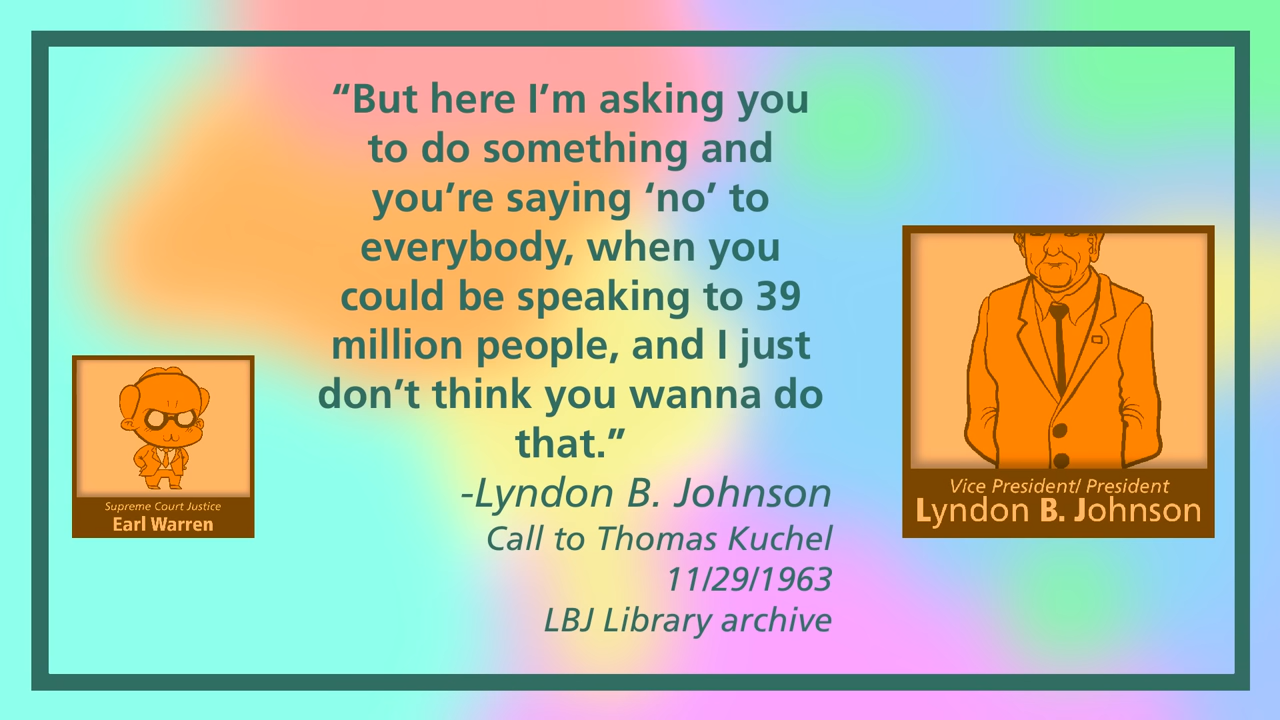 “But here I’m asking you
to do something and
you’re saying ‘no’ to
everybody, when you
could be speaking to 39
million people, and I just
don’t think you wanna do
that.”
-Lyndon B. Johnson
Call to Thomas Kuchel
11/29/1963
LBJ Library archive
Supreme Court Justice
Earl Warren
Vice President/ President
Lyndon B. Johnson